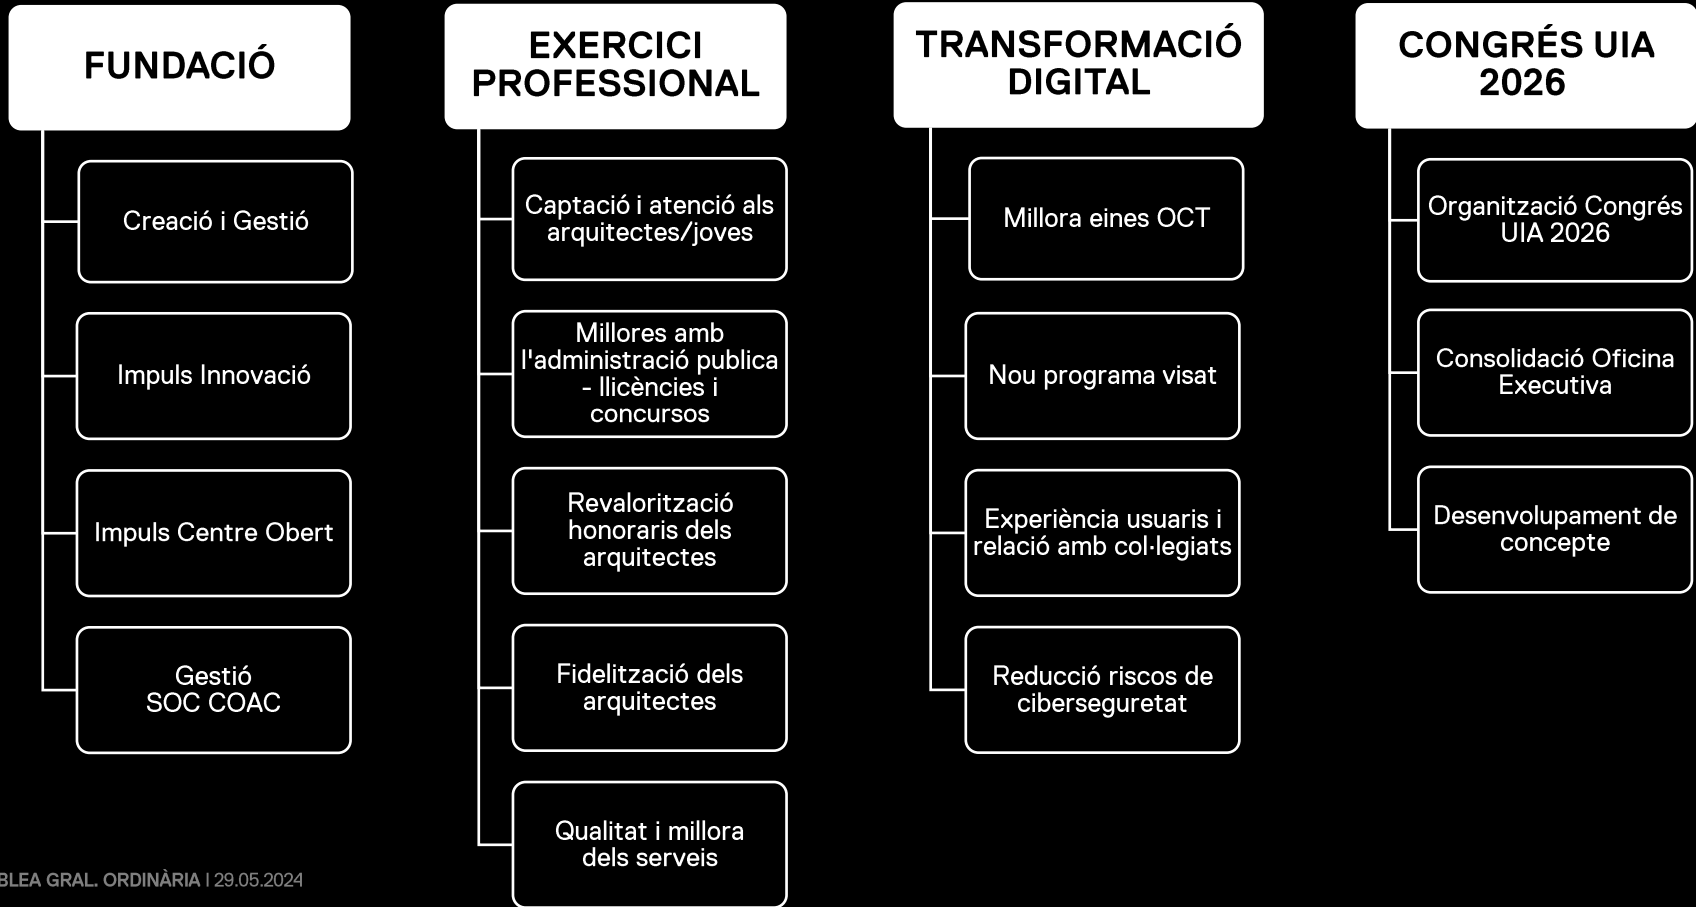 FUNDACIÓ
Creació i Gestió
Impuls Innovació
Impuls Centre Obert
Gestió
SOC COAC
EXERCICI
PROFESSIONAL
Captació i atenció als
arquitectes/joves
Millores amb
l'administració publica
- llicències i
concursos
Revalorització
honoraris dels
arquitectes
Fidelització dels
arquitectes
Qualitat i millora
dels serveis
TRANSFORMACIÓ
DIGITAL
Millora eines OCT
Nou programa visat
Experiència usuaris i
relació amb col·legiats
Reducció riscos de
ciberseguretat
CONGRÉS UIA
2026
Organització Congrés
UIA 2026
Consolidació Oficina
Executiva
Desenvolupament de
concepte
GRAL. ORDINÀRIA | 29.05.2024